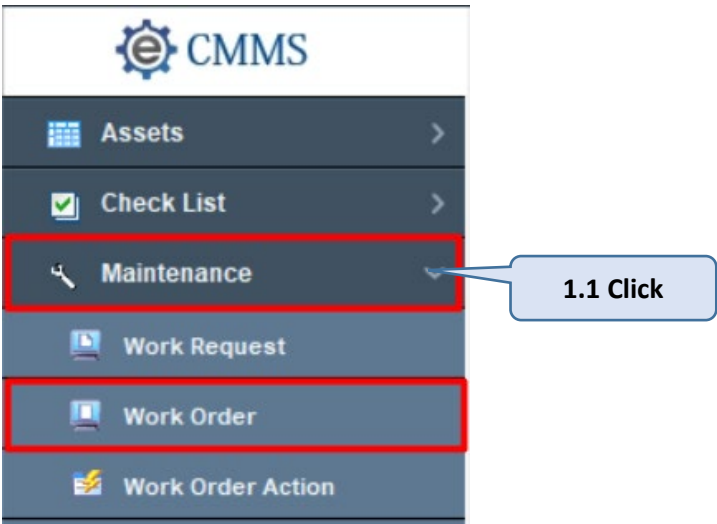 e CMMS
Assets
Check List
Maintenance
1.1 Click
Work Request
Work Order
Work Order Action